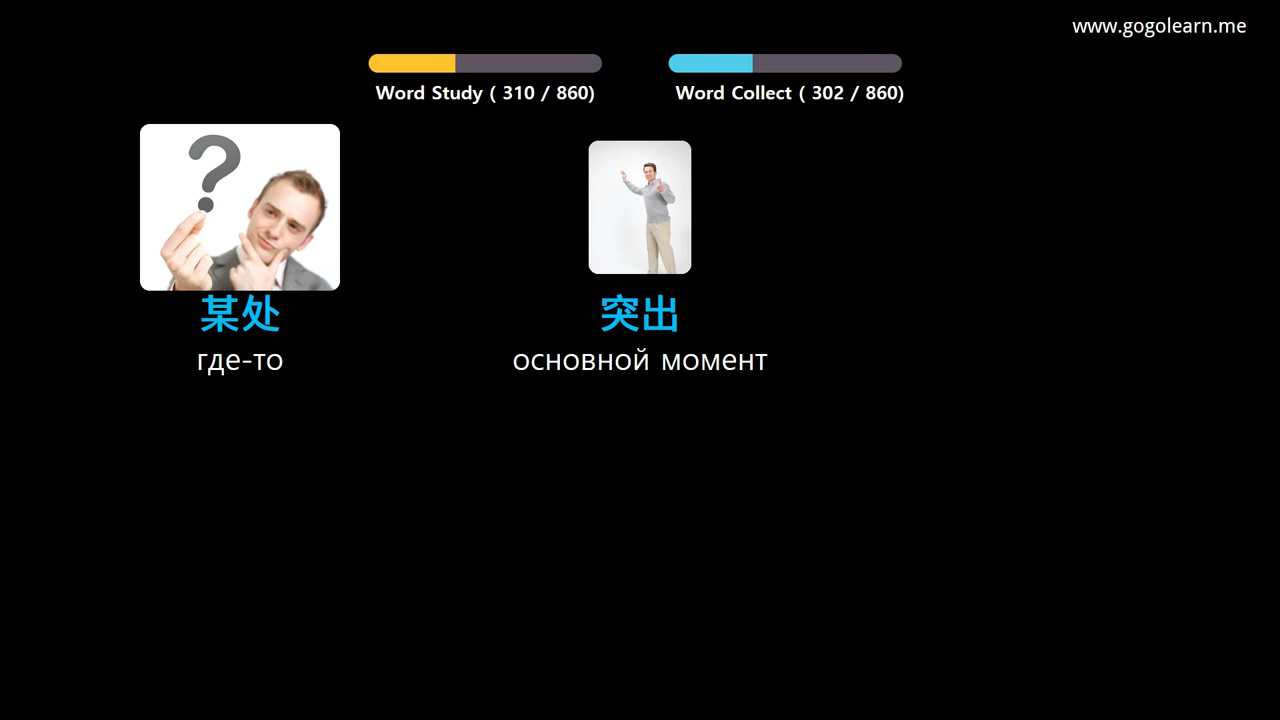 www.gogolearn.me
Word Study ( 310 / 860)
Word Collect ( 302 / 860)
?
某处
где-то
突出
основной момент